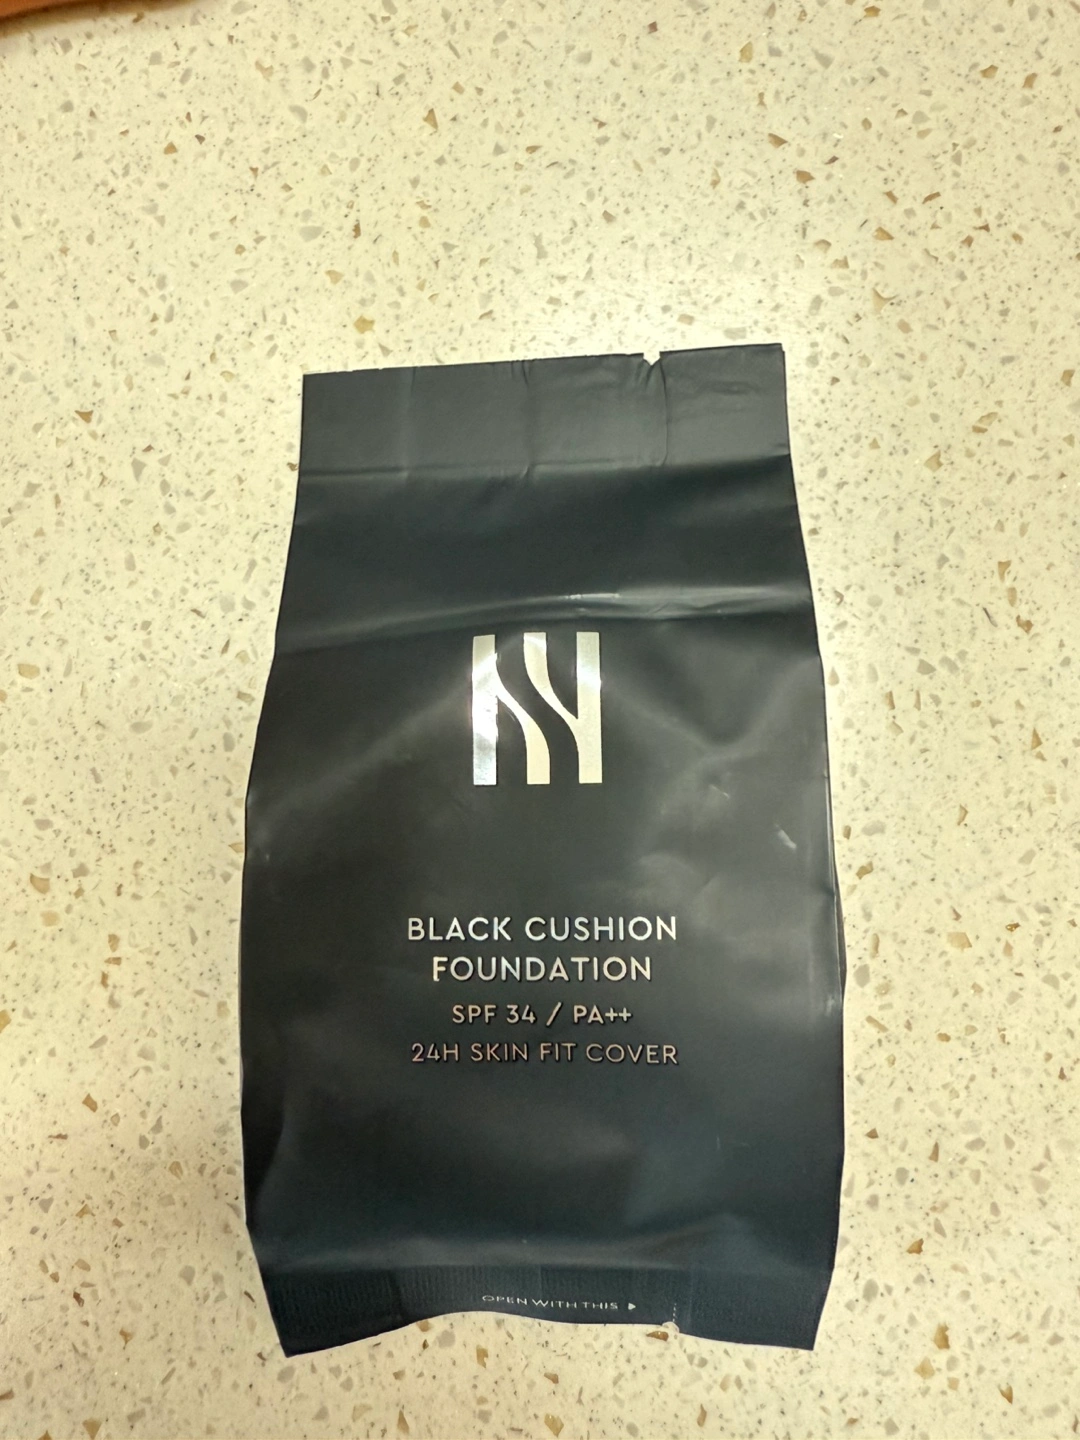 BLACK CUSHION
FOUNDATION
SPF 34 / PA++
24H SKIN FIT COVER
OPEN WITH THIS ▶